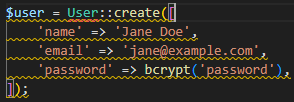 $user = User::create([
    'name' => 'Jane Doe',
    'email' => 'jane@example.com',
    'password' => bcrypt('password'),
]);